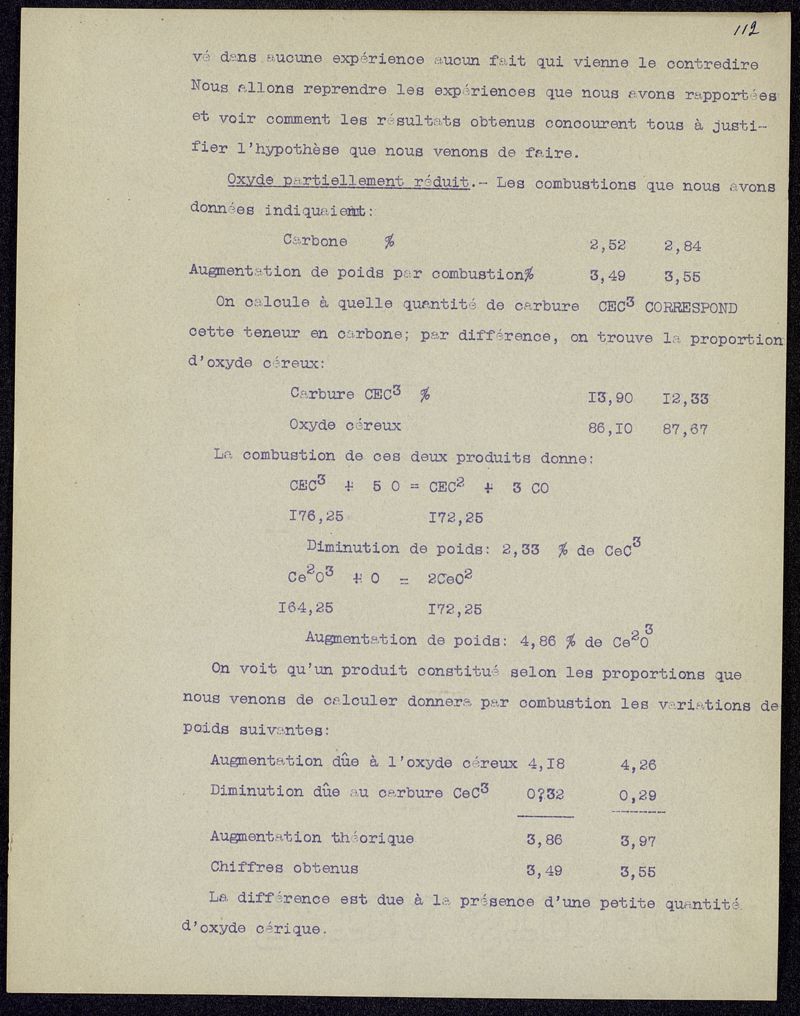 112
vé dans aucune expérience aucun fait qui vienne le contredire
Nous allons reprendre les expériences que nous avons rapportées
et voir comment les résultats obtenus concourent tous à justi-
fier l'hypothèse que nous venons de faire.
Oxyde partiellement réduit.- Les combustions que nous avons
données indiquaient:
Carbone % 2,52 2,84
Augmentation de poids par combustion% 3,49 3,55
On calcule à quelle quantité de carbure CEC³ CORRESPOND
cette teneur en carbone; par différence, on trouve la proportion
d'oxyde céreux:
Carbure CEC³ % I3,90 I2,33
Oxyde céreux 86,I0 87,67
La combustion de ces deux produits donne:
CEC³ + 5 O = CEC² + 3 CO
I76,25 I72,25
Diminution de poids: 2,33 % de CeC³
Ce²O³ + O = 2CeO²
I64,25 I72,25
Augmentation de poids: 4,86 % de Ce²O³
On voit qu'un produit constitué selon les proportions que
nous venons de calculer donnera par combustion les variations de
poids suivantes:
Augmentation dûe à l'oxyde céreux 4,I8 4,26
Diminution dûe au carbure CeC³ 0,32 0,29
Augmentation théorique 3,86 3,97
Chiffres obtenus 3,49 3,55
La différence est due à la présence d'une petite quantité
d'oxyde cérique.